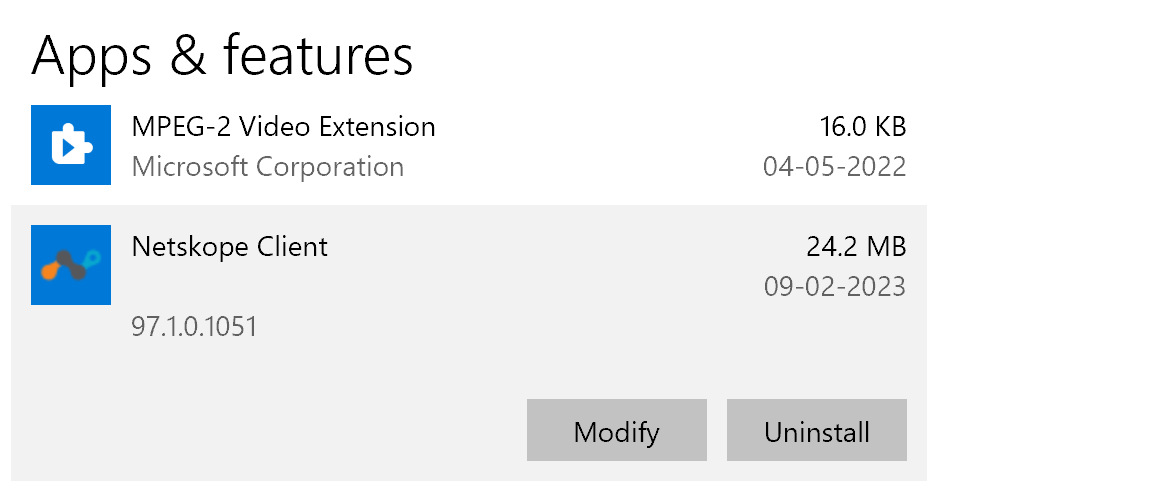 Apps & features
MPEG-2 Video Extension
16.0 KB
Microsoft Corporation
04-05-2022
Netskope Client
24.2 MB
09-02-2023
97.1.0.1051
Modify
Uninstall